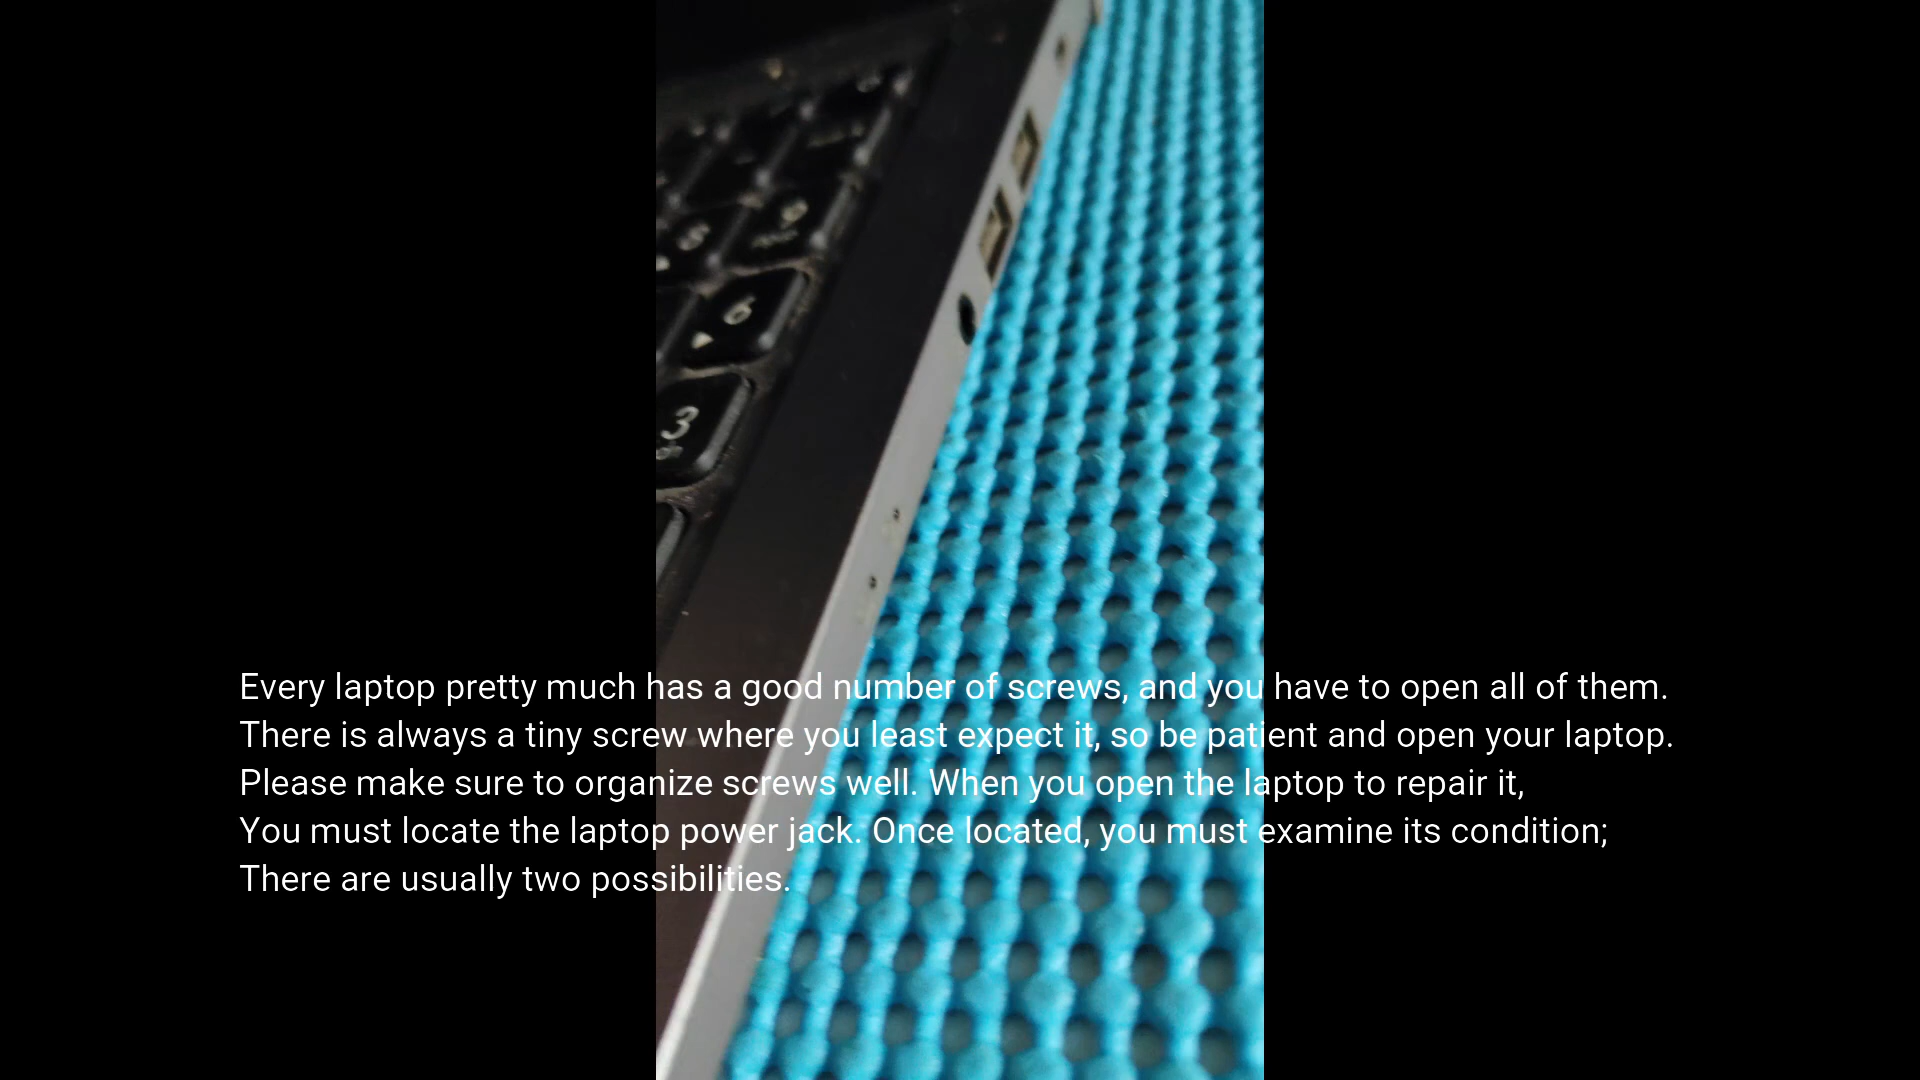 9
6
3
Every laptop pretty much has a good number of screws, and you have to open all of them.
There is always a tiny screw where you least expect it, so be patient and open your laptop.
Please make sure to organize screws well. When you open the laptop to repair it,
You must locate the laptop power jack. Once located, you must examine its condition;
There are usually two possibilities.